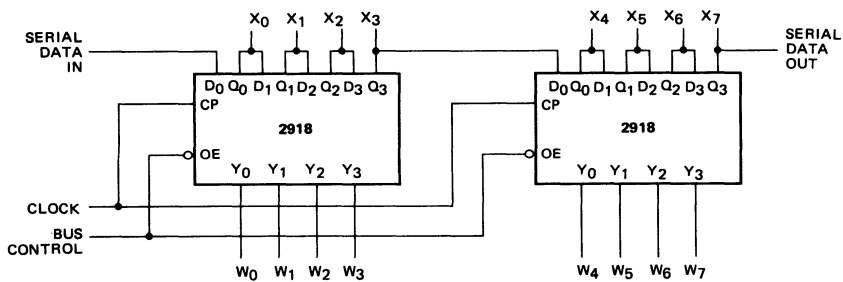 X0 X1 X2 X3 X4 X5 X6 X7
SERIAL DATA IN
SERIAL DATA OUT
D0 Q0 D1 Q1 D2 Q2 D3 Q3
CP
2918
OE
Y0 Y1 Y2 Y3
D0 Q0 D1 Q1 D2 Q2 D3 Q3
CP
2918
OE
Y0 Y1 Y2 Y3
CLOCK
BUS CONTROL
W0 W1 W2 W3
W4 W5 W6 W7